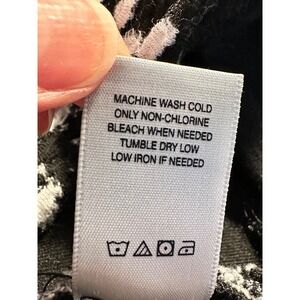 MACHINE WASH COLD
ONLY NON-CHLORINE
BLEACH WHEN NEEDED
TUMBLE DRY LOW
LOW IRON IF NEEDED